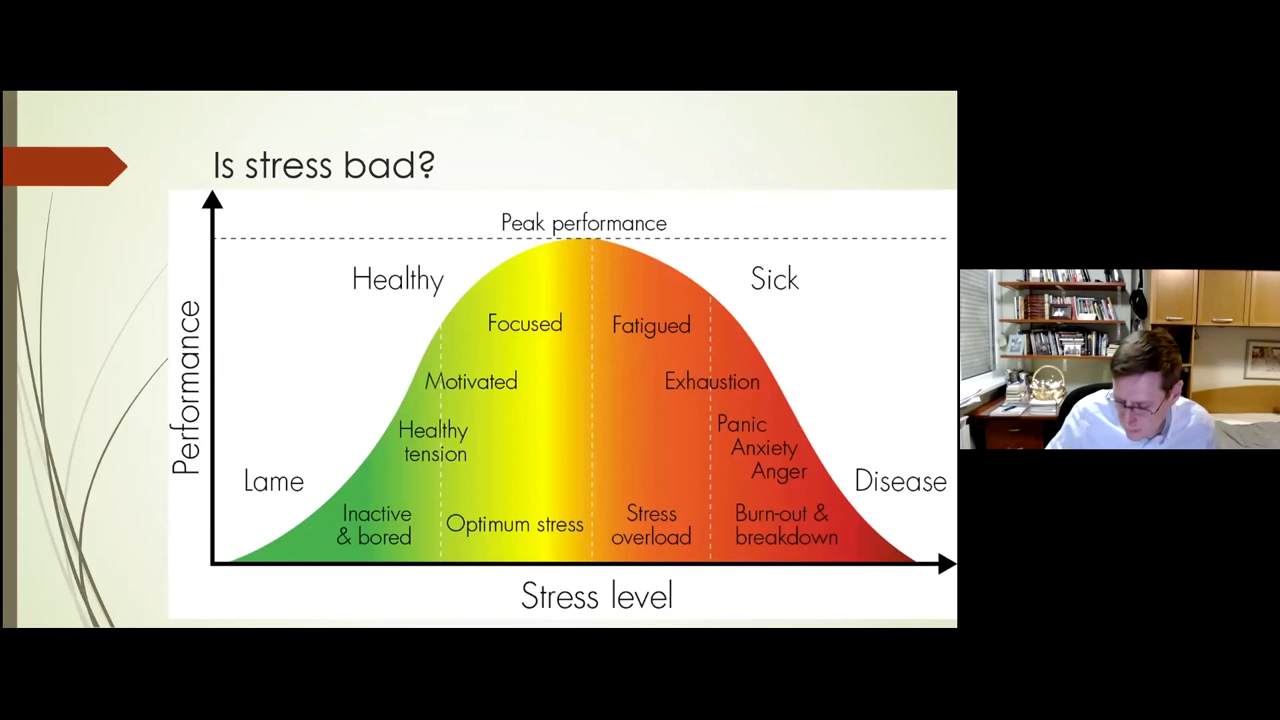 Is stress bad?
Peak performance
Healthy
Sick
Focused
Fatigued
Motivated
Exhaustion
Healthy
tension
Panic
Anxiety
Anger
Lame
Disease
Inactive
& bored
Optimum stress
Stress
overload
Burn-out &
breakdown
Performance
Stress level